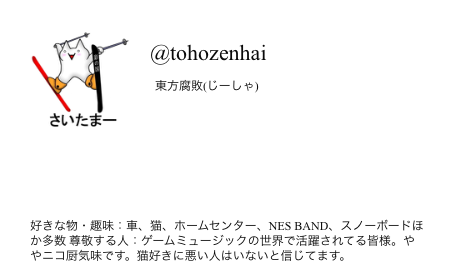 @tohozenhai
東方腐敗(じーしゃ)
さいたまー
好きな物・趣味：車、猫、ホームセンター、NES BAND、スノーボードほ
か多数 尊敬する人：ゲームミュージックの世界で活躍されてる皆様。や
やニコ厨気味です。猫好きに悪い人はいないと信じてます。